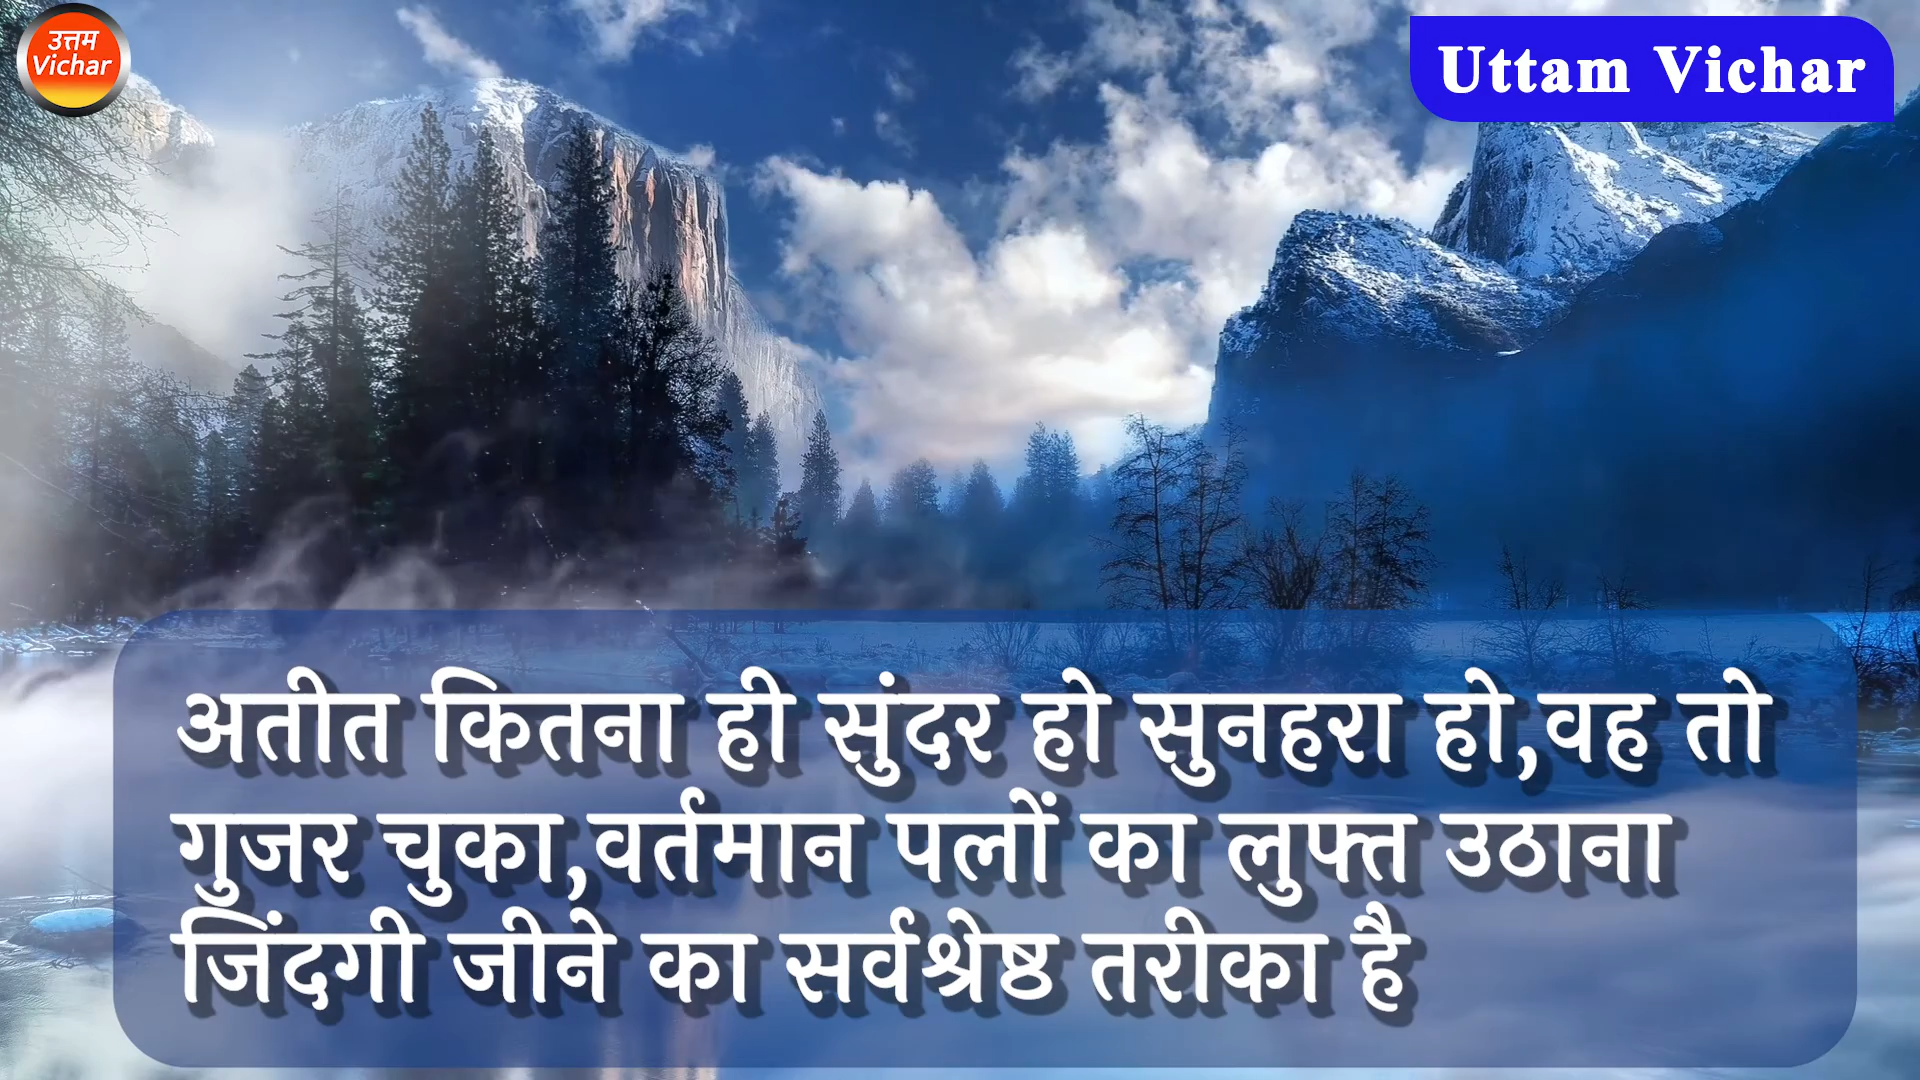 उत्तम
Vichar
Uttam Vichar
अतीत कितना ही सुंदर हो सुनहरा हो,वह तो
गुजर चुका,वर्तमान पलों का लुफ्त उठाना
जिंदगी जीने का सर्वश्रेष्ठ तरीका है